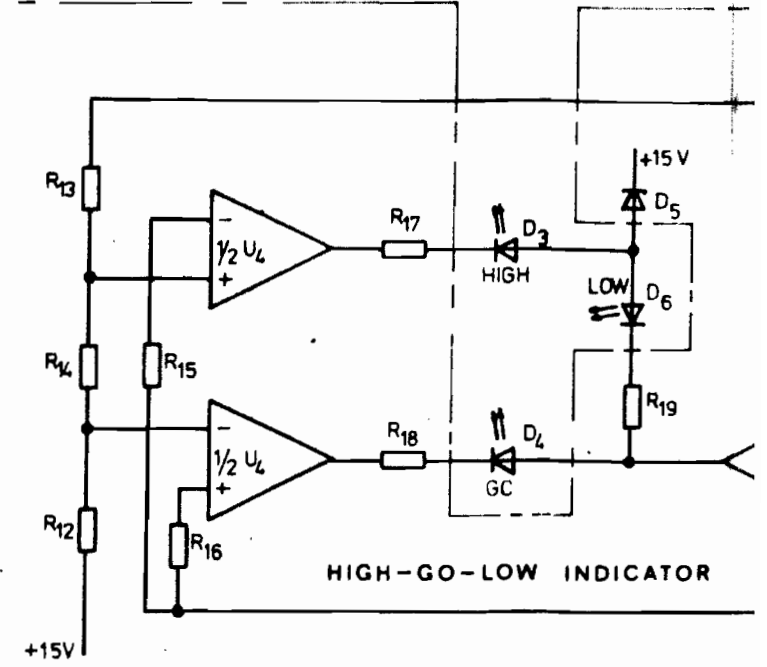 +15V
R13
D5
R17
D3
−
½ U4
+
HIGH
LOW
D6
R14
R15
R19
R18
D4
−
½ U4
+
GC
R12
R16
HIGH-GO-LOW INDICATOR
+15V